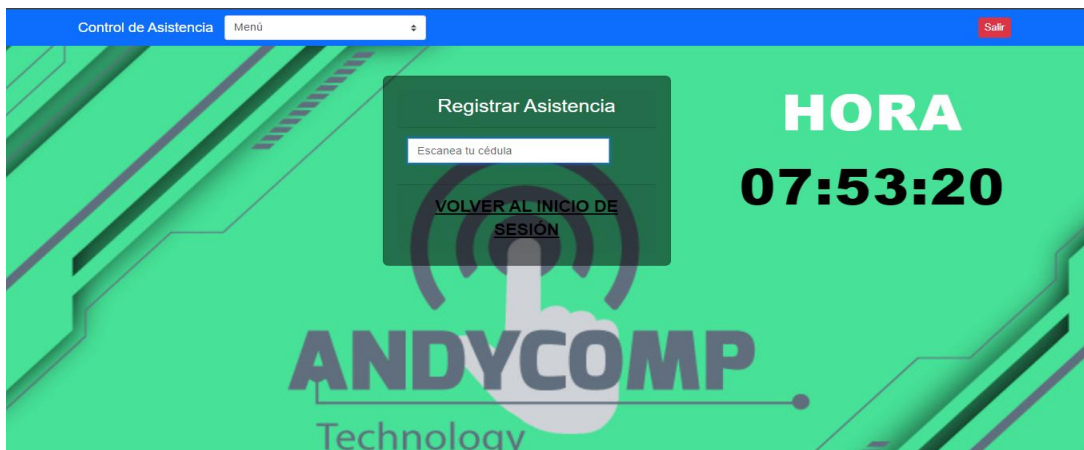 Control de Asistencia
Menú
Salir
Registrar Asistencia
Escanea tu cédula
VOLVER AL INICIO DE
SESIÓN
HORA
07:53:20
ANDYCOMP
Technology